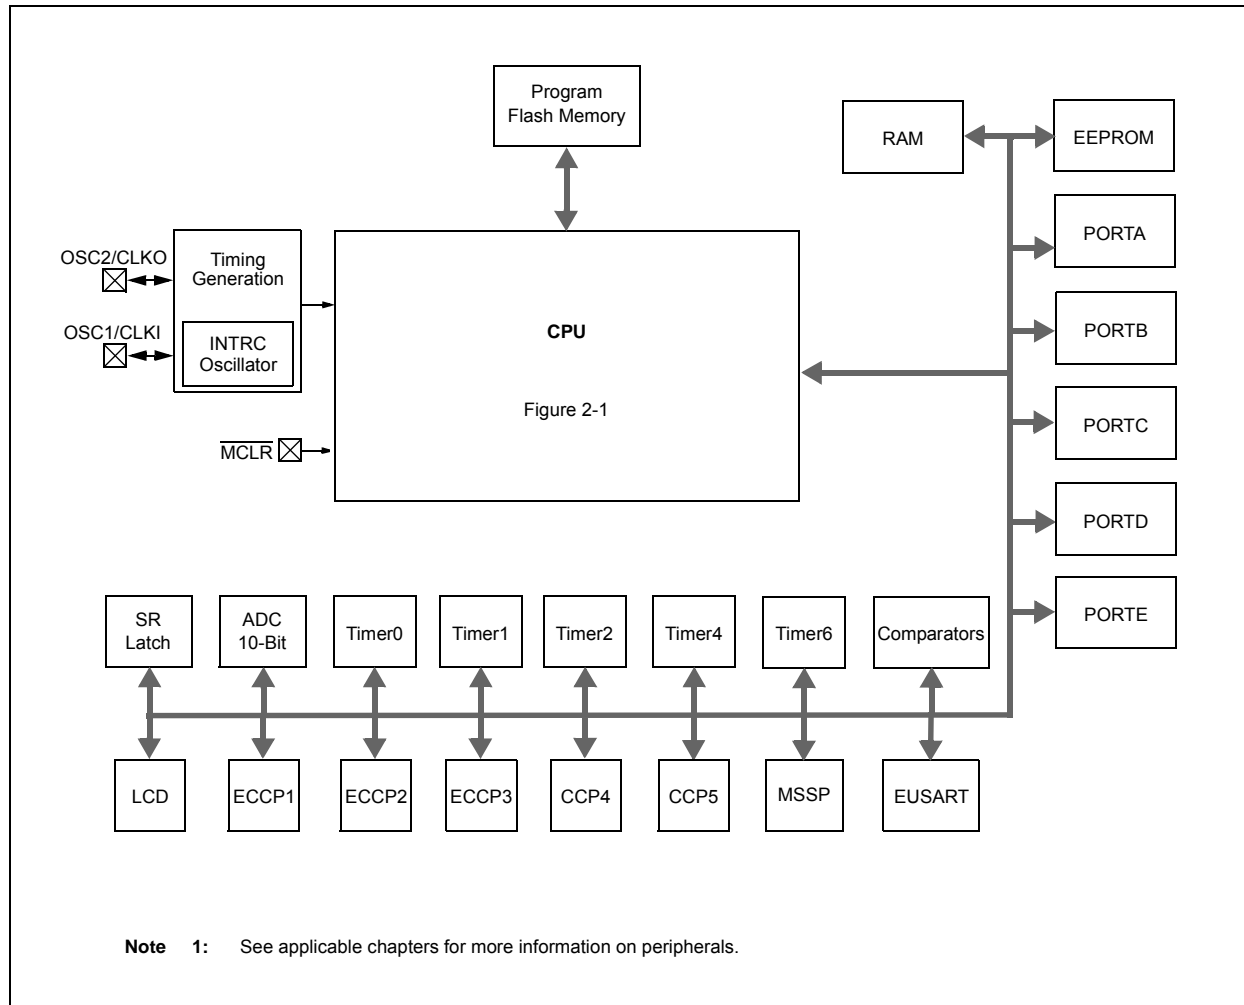 Program
Flash Memory
RAM
EEPROM
PORTA
OSC2/CLKO
Timing
Generation
OSC1/CLKI
INTRC
Oscillator
CPU
PORTB
Figure 2-1
PORTC
MCLR
PORTD
SR
Latch
ADC
10-Bit
Timer0
Timer1
Timer2
Timer4
Timer6
Comparators
PORTE
LCD
ECCP1
ECCP2
ECCP3
CCP4
CCP5
MSSP
EUSART
Note 1: See applicable chapters for more information on peripherals.